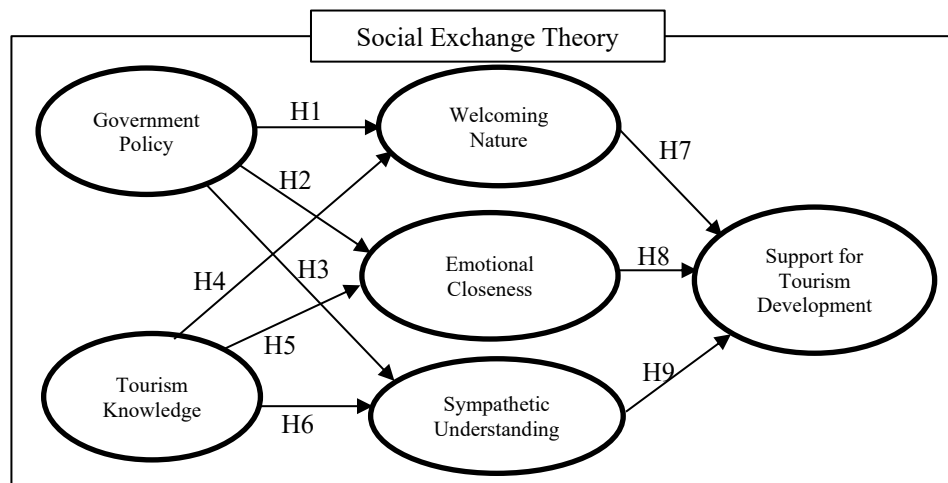 Social Exchange Theory
Government
Policy
H1
Welcoming
Nature
H7
H2
H4
H3
Emotional
Closeness
H8
Support for
Tourism
Development
H5
Tourism
Knowledge
H6
Sympathetic
Understanding
H9